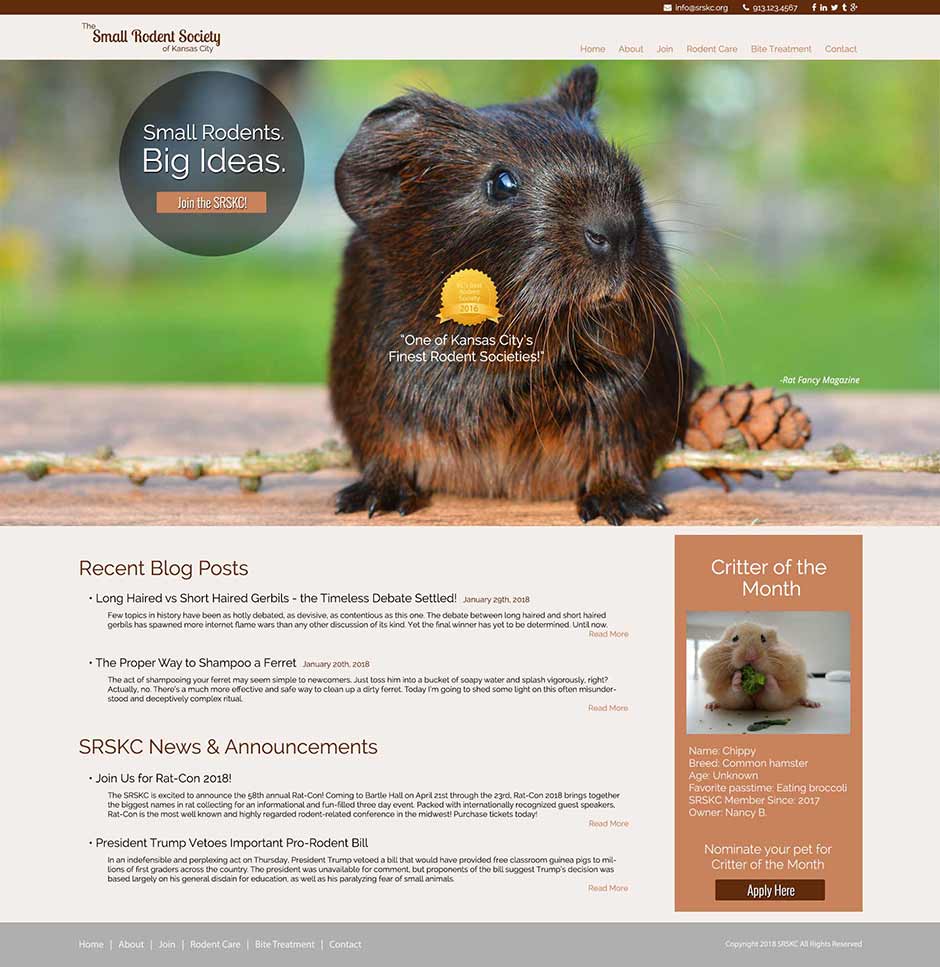 info@srskc.org 913.123.4567
The
Small Rodent Society
of Kansas City
Home About Join Rodent Care Bite Treatment Contact
Small Rodents.
Big Ideas.
Join the SRSKC!
KC's Best
Rodent
Society
2016
"One of Kansas City's
Finest Rodent Societies!"
-Rat Fancy Magazine
Recent Blog Posts
• Long Haired vs Short Haired Gerbils - the Timeless Debate Settled! January 29th, 2018
Few topics in history have been as hotly debated, as devisive, as contentious as this one. The debate between long haired and short haired
gerbils has spawned more internet flame wars than any other discussion of its kind. Yet the final winner has yet to be determined. Until now.
Read More
• The Proper Way to Shampoo a Ferret January 20th, 2018
The act of shampooing your ferret may seem simple to newcomers. Just toss him into a bucket of soapy water and splash vigorously, right?
Actually, no. There's a much more effective and safe way to clean up a dirty ferret. Today I'm going to shed some light on this often misunder-
stood and deceptively complex ritual.
Read More
SRSKC News & Announcements
• Join Us for Rat-Con 2018!
The SRSKC is excited to announce the 58th annual Rat-Con! Coming to Bartle Hall on April 21st through the 23rd, Rat-Con 2018 brings together
the biggest names in rat collecting for an informational and fun-filled three day event. Packed with internationally recognized guest speakers,
Rat-Con is the most well known and highly regarded rodent-related conference in the midwest! Purchase tickets today!
Read More
• President Trump Vetoes Important Pro-Rodent Bill
In an indefensible and perplexing act on Thursday, President Trump vetoed a bill that would have provided free classroom guinea pigs to mil-
lions of first graders across the country. The president was unavailable for comment, but proponents of the bill suggest Trump's decision was
based largely on his general disdain for education, as well as his paralyzing fear of small animals.
Read More
Critter of the
Month
Name: Chippy
Breed: Common hamster
Age: Unknown
Favorite passtime: Eating broccoli
SRSKC Member Since: 2017
Owner: Nancy B.
Nominate your pet for
Critter of the Month
Apply Here
Home | About | Join | Rodent Care | Bite Treatment | Contact
Copyright 2018 SRSKC All Rights Reserved